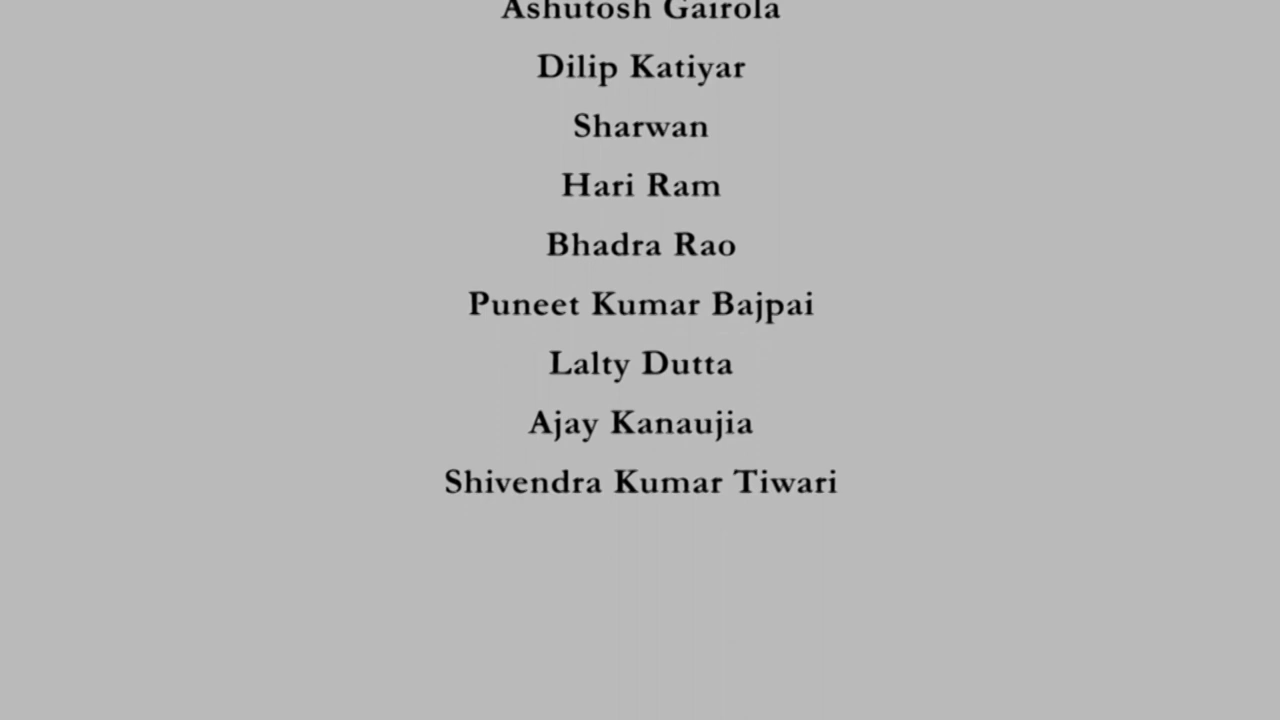 Ashutosh Gairola
Dilip Katiyar
Sharwan
Hari Ram
Bhadra Rao
Puneet Kumar Bajpai
Lalty Dutta
Ajay Kanaujia
Shivendra Kumar Tiwari